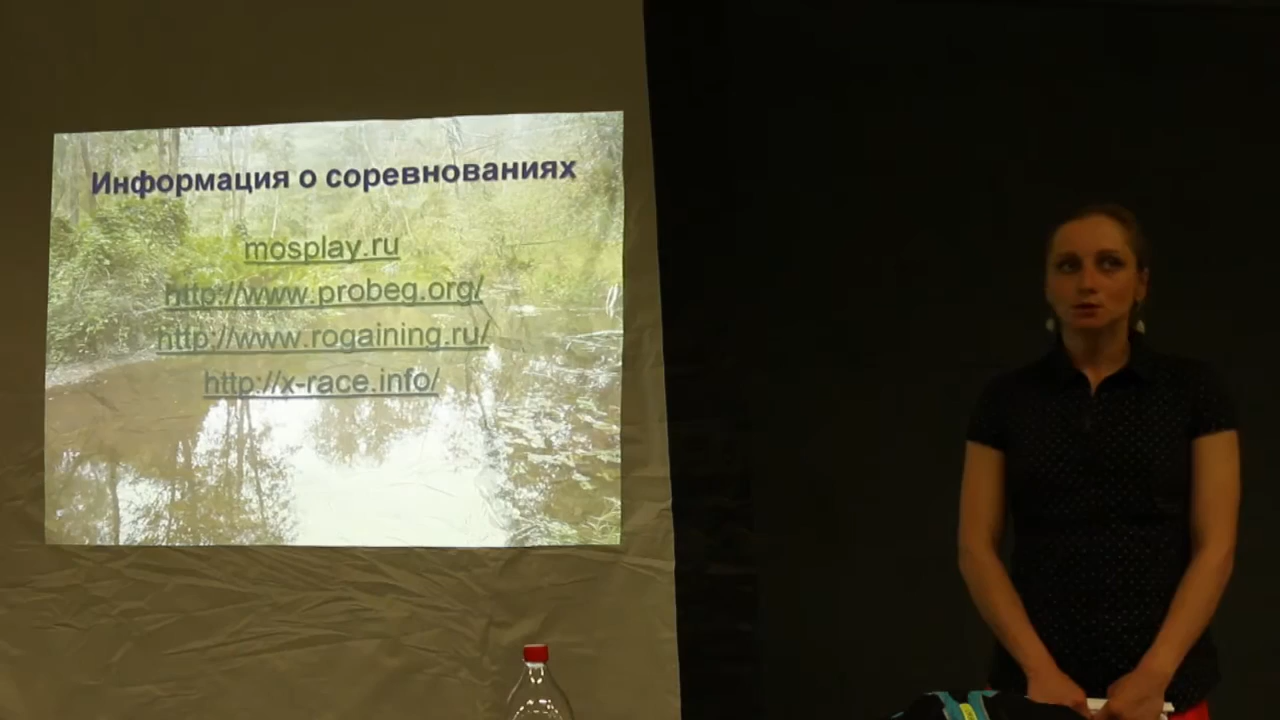 Информация о соревнованиях
mosplay.ru
http://www.probeg.org/
http://www.rogaining.ru/
http://x-race.info/